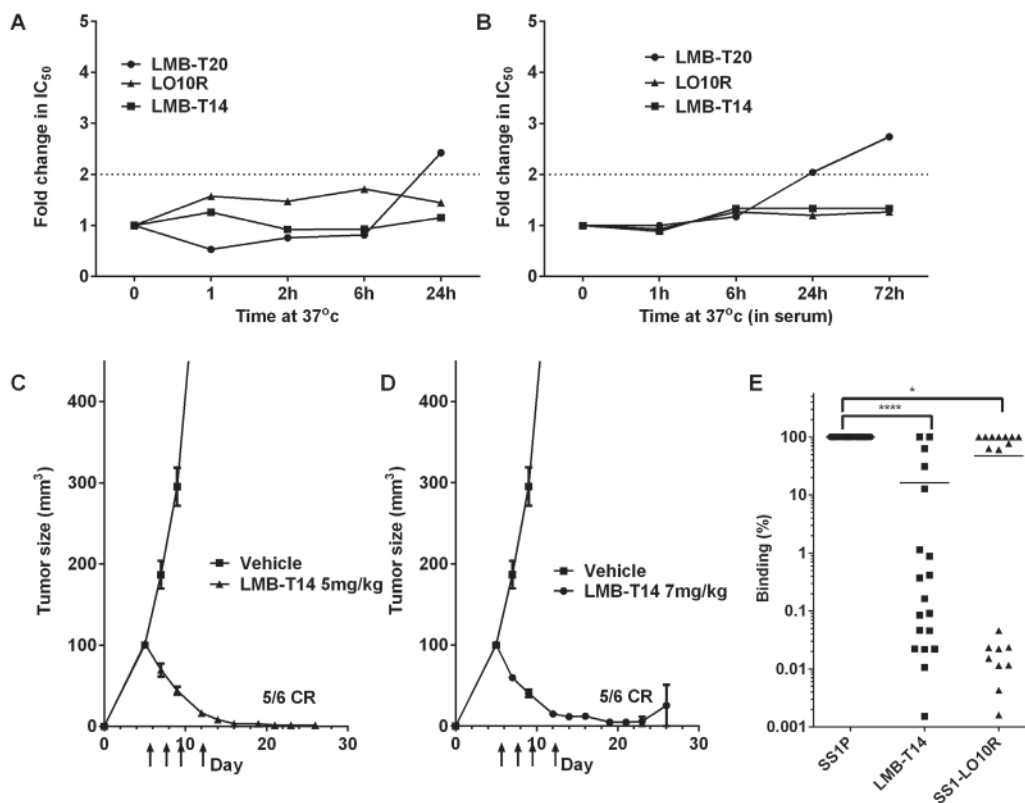 A
5
4
3
2
1
0
Fold change in IC50
LMB-T20
LO10R
LMB-T14
0
1
2h
6h
24h
Time at 37°c
B
5
4
3
2
1
0
Fold change in IC50
LMB-T20
LO10R
LMB-T14
0
1h
6h
24h
72h
Time at 37°c (in serum)
C
400
300
200
100
0
Tumor size (mm³)
Vehicle
LMB-T14 5mg/kg
5/6 CR
0
10
20
30
Day
D
400
300
200
100
0
Tumor size (mm³)
Vehicle
LMB-T14 7mg/kg
5/6 CR
0
10
20
30
Day
E
*
****
100
10
1
0.1
0.01
0.001
Binding (%)
SS1P
LMB-T14
SS1-LO10R